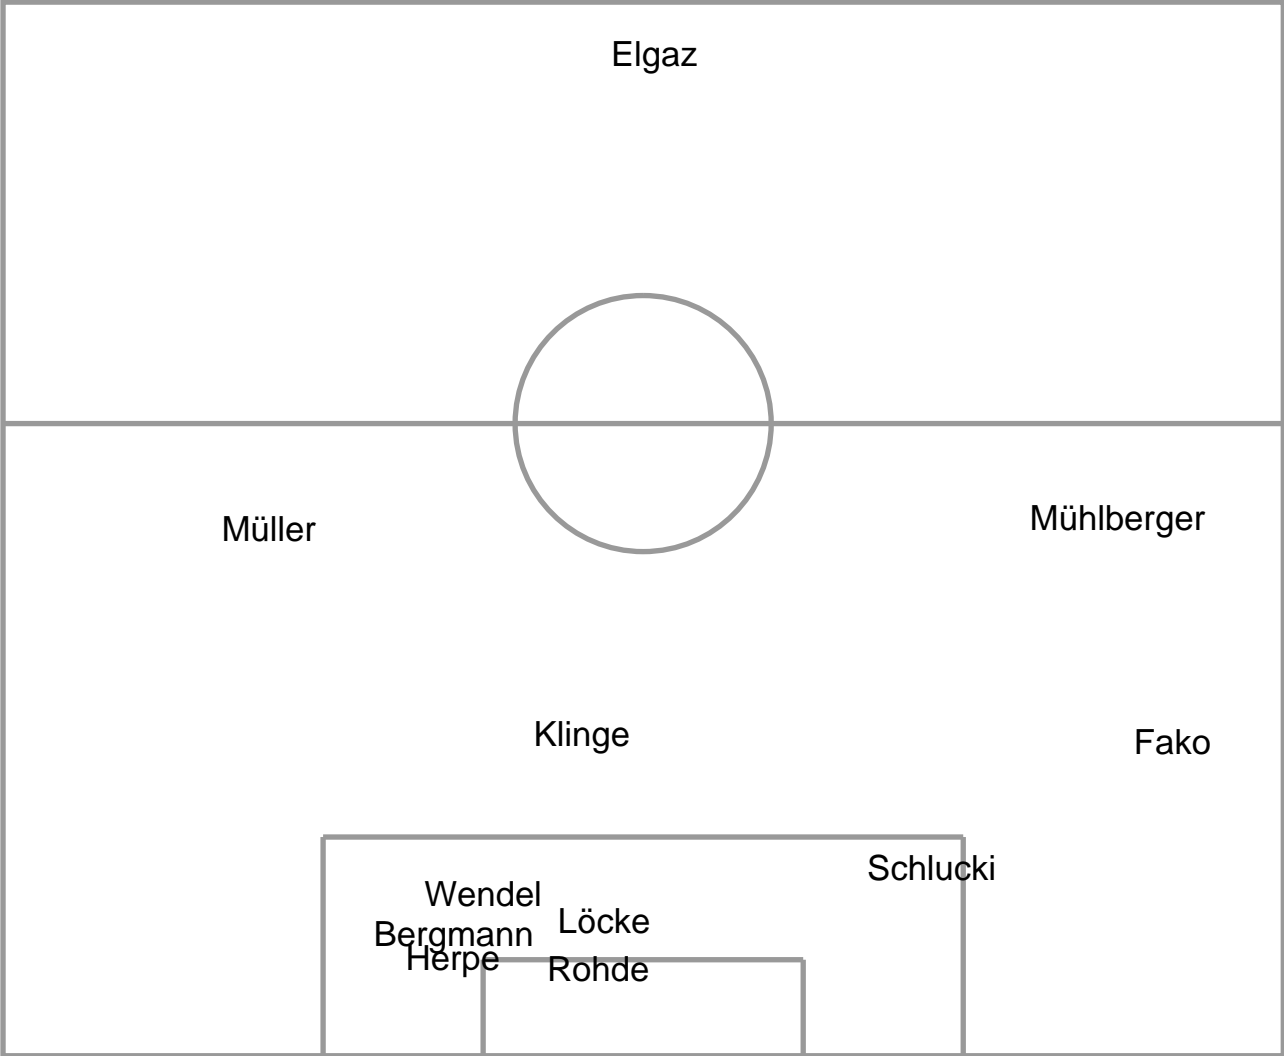 Elgaz
Müller
Mühlberger
Klinge
Fako
Schlucki
Wendel
Löcke
Bergmann
Herpe
Rohde